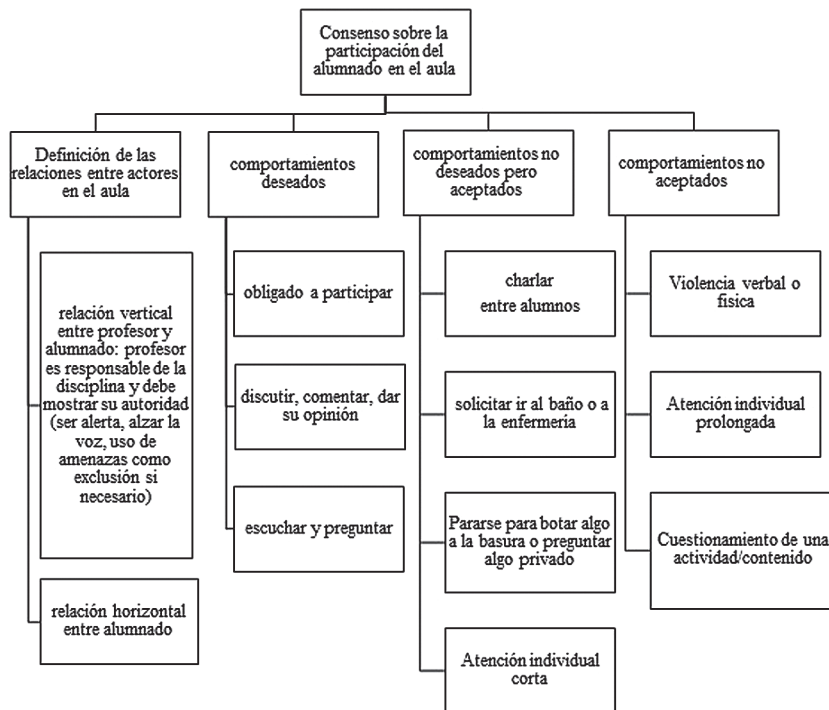 Consenso sobre la
participación del
alumnado en el aula
Definición de las
relaciones entre actores
en el aula
relación vertical
entre profesor y
alumnado: profesor
es responsable de la
disciplina y debe
mostrar su autoridad
(ser alerta, alzar la
voz, uso de
amenazas como
exclusión si
necesario)
relación horizontal
entre alumnado
comportamientos
deseados
obligado a participar
discutir, comentar, dar
su opinión
escuchar y preguntar
comportamientos no
deseados pero
aceptados
charlar
entre alumnos
solicitar ir al baño o a
la enfermería
Pararse para botar algo
a la basura o preguntar
algo privado
Atención individual
corta
comportamientos no
aceptados
Violencia verbal o
fisica
Atención individual
prolongada
Cuestionamiento de una
actividad/contenido